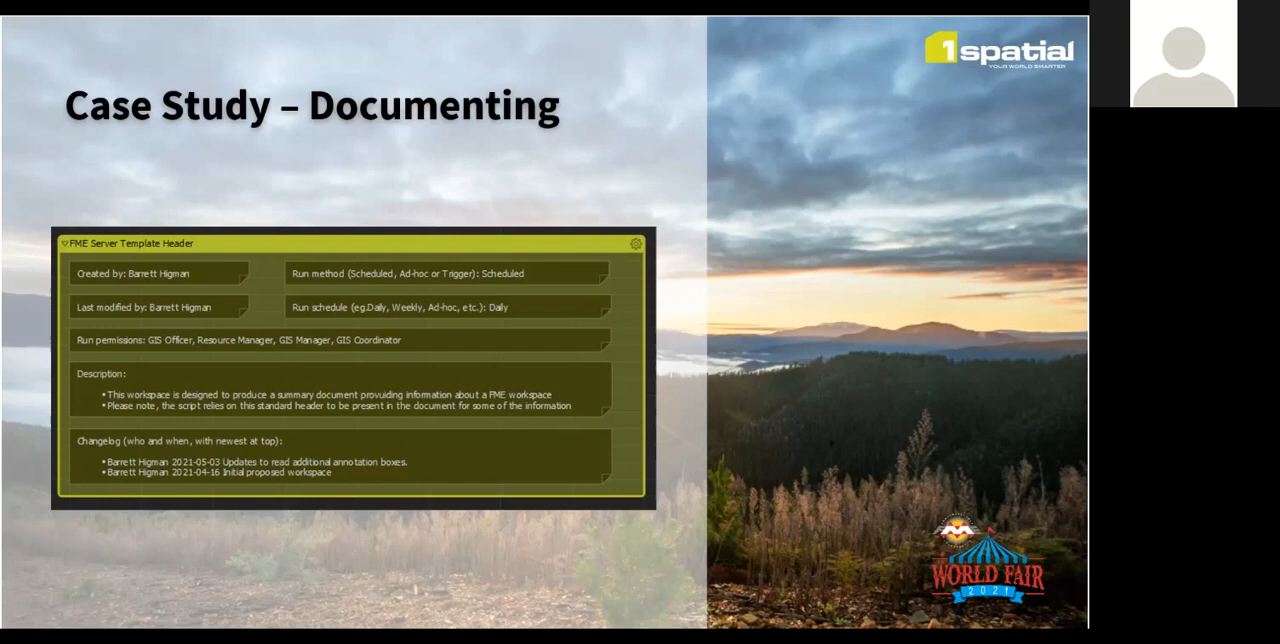 1spatial
YOUR WORLD SMARTER
Case Study – Documenting
FME Server Template Header
Created by: Barrett Higman
Run method (Scheduled, Ad-hoc or Trigger): Scheduled
Last modified by: Barrett Higman
Run schedule (eg.Daily, Weekly, Ad-hoc, etc.): Daily
Run permissions: GIS Officer, Resource Manager, GIS Manager, GIS Coordinator
Description:
•This workspace is designed to produce a summary document provuiding information about a FME workspace
•Please note, the script relies on this standard header to be present in the document for some of the information
Changelog (who and when, with newest at top):
•Barrett Higman 2021-05-03 Updates to read additional annotation boxes.
•Barrett Higman 2021-04-16 Initial proposed workspace
WORLD FAIR
2021